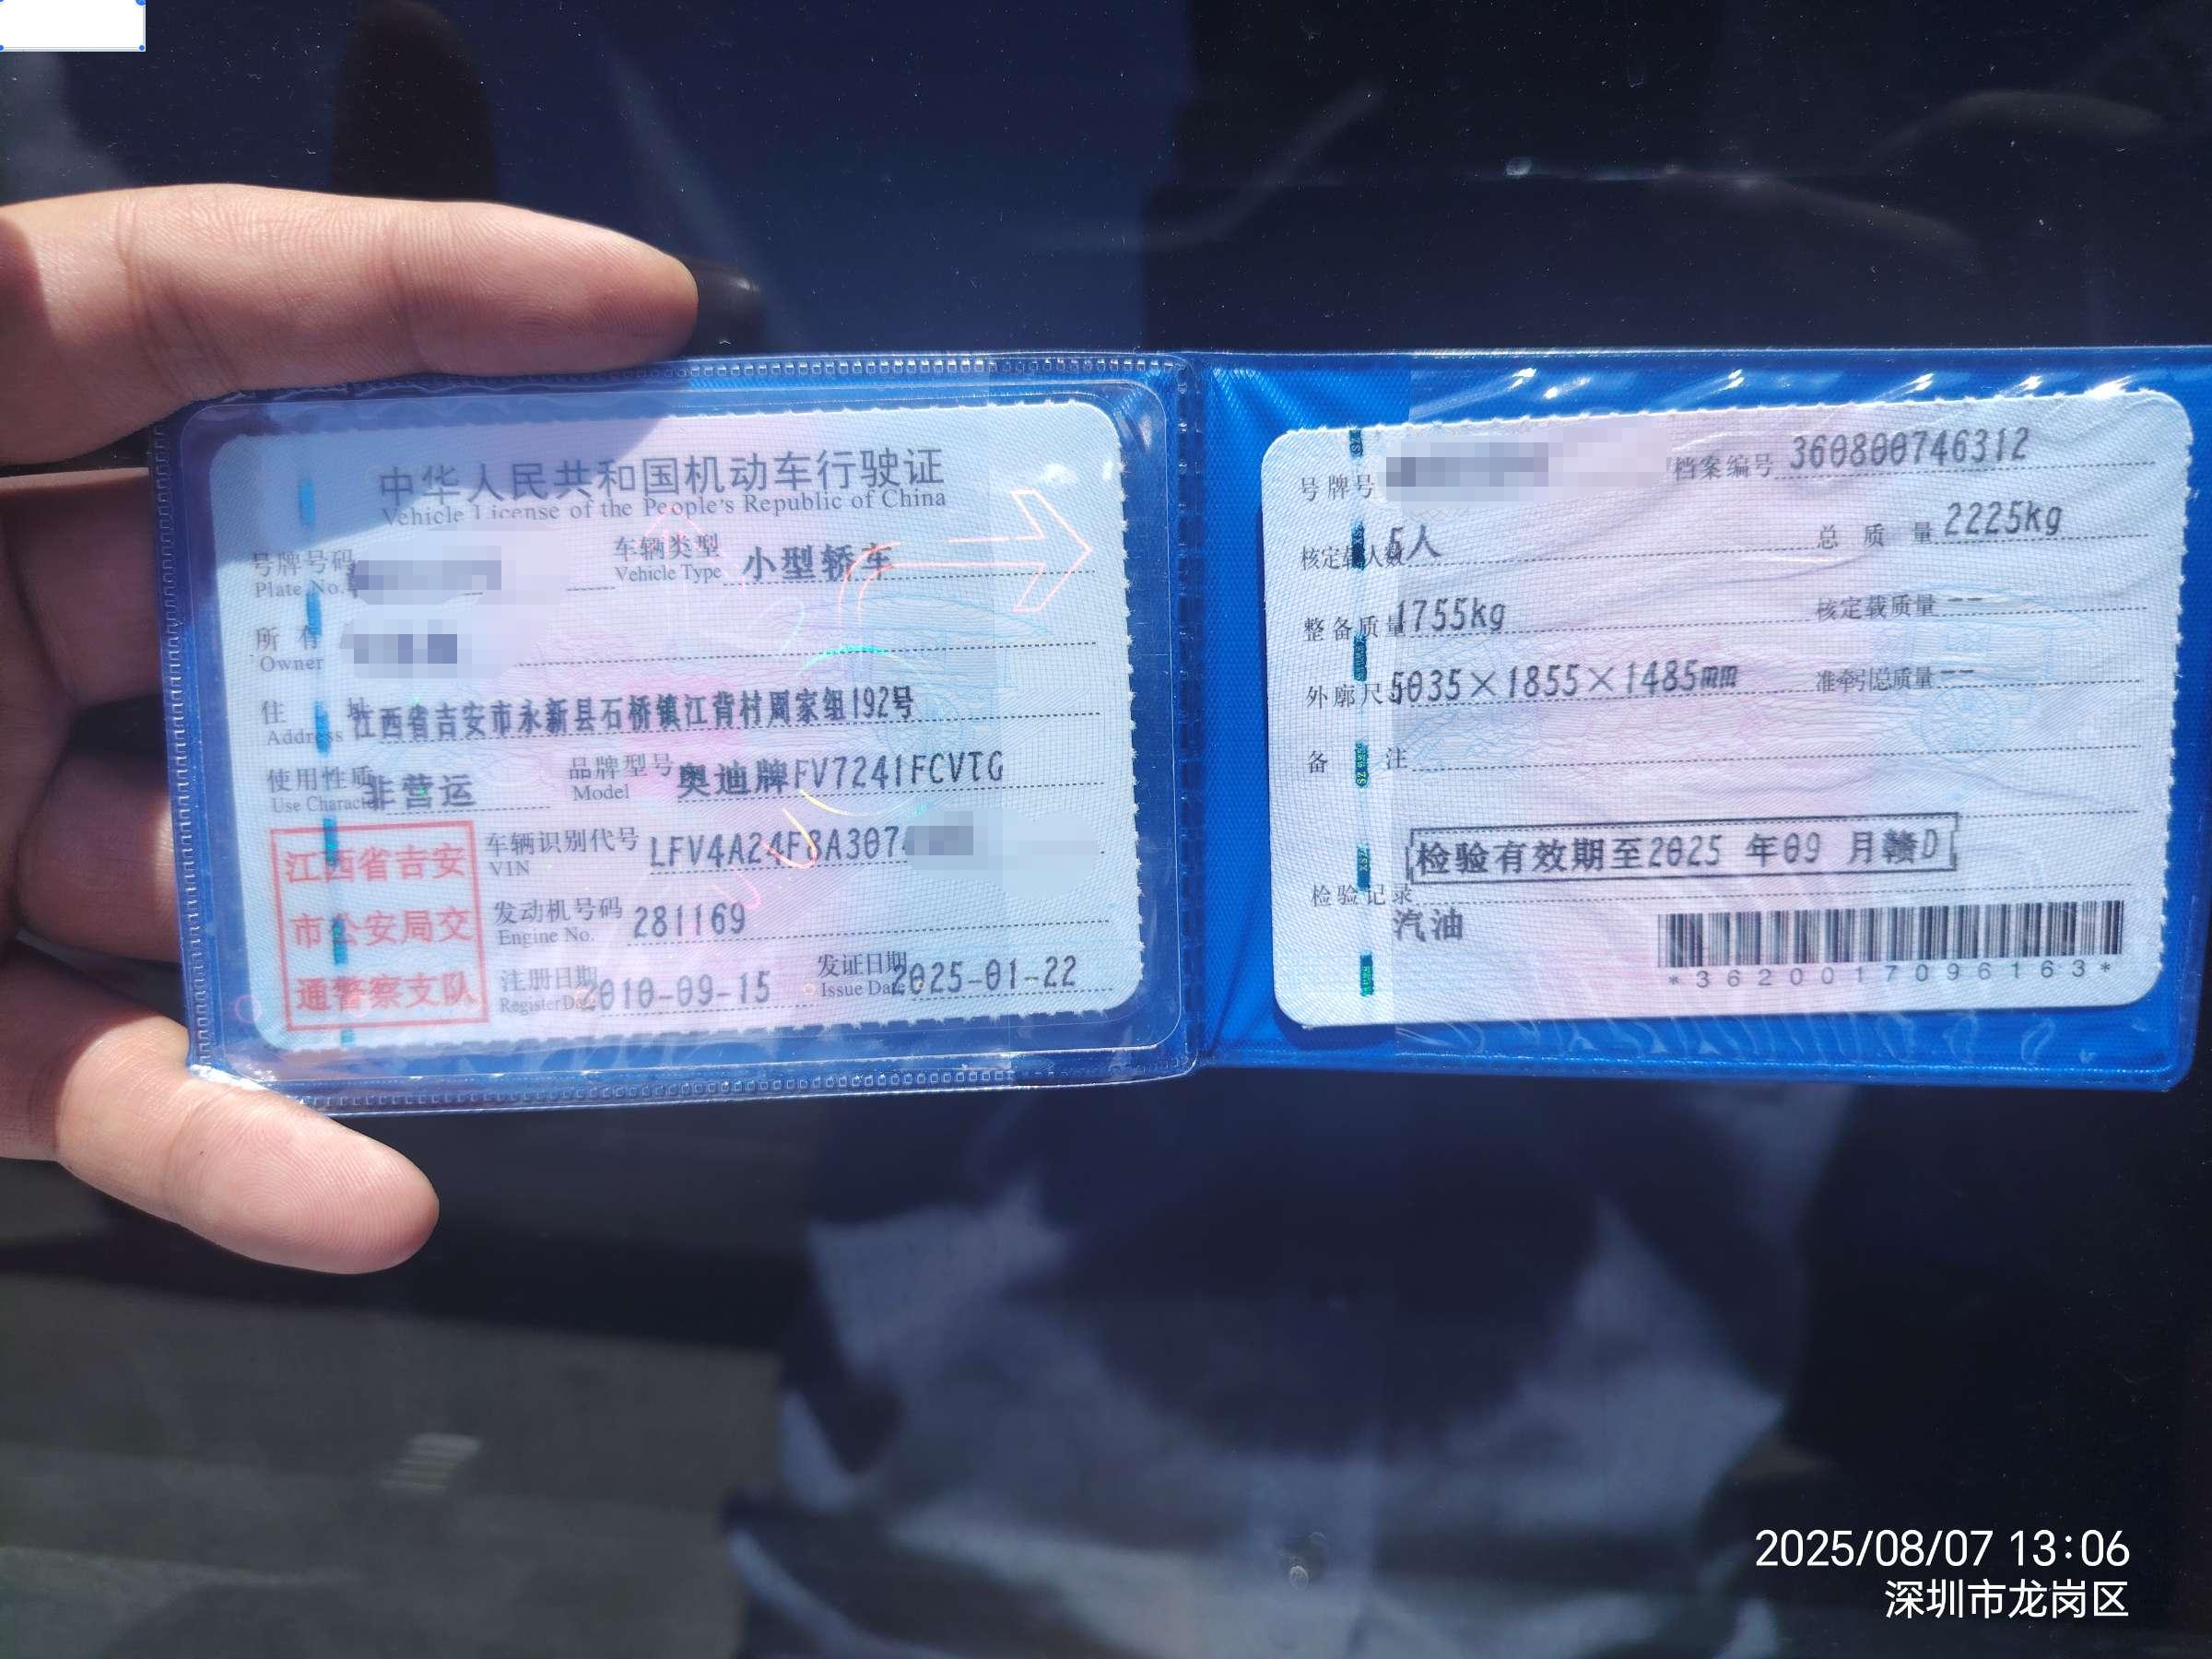 中华人民共和国机动车行驶证
Vehicle License of the People's Republic of China
号牌号码
Plate No.
车辆类型 小型轿车
Vehicle Type
所有
Owner
住址 江西省吉安市永新县石桥镇江背村周家组192号
Address
使用性质 非营运
Use Character
品牌型号 奥迪牌FV7241FCVTG
Model
江西省吉安
市公安局交
通警察支队
车辆识别代号 LFV4A24F8A307
VIN
发动机号码 281169
Engine No.
注册日期 2010-09-15
Register Date
发证日期 2025-01-22
Issue Date
号牌号
档案编号 360800746312
核定载人数 5人
总质量 2225kg
整备质量 1755kg
核定载质量 --
外廓尺 5035×1855×1485mm
准牵引总质量 --
备注
检验有效期至2025 年09 月赣D
检验记录
汽油
*3620017096163*
2025/08/07 13:06
深圳市龙岗区